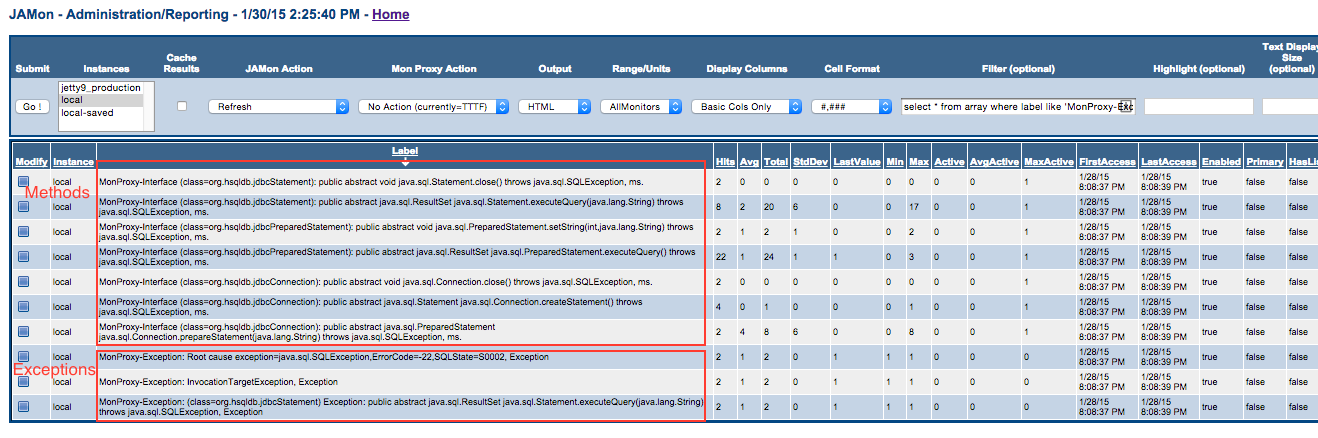 JAMon - Administration/Reporting - 1/30/15 2:25:40 PM - Home
Submit Instances Cache Results JAMon Action Mon Proxy Action Output Range/Units Display Columns Cell Format Filter (optional) Highlight (optional) Text Display Size (optional)
jetty9_production
local
local-saved
Go ! Refresh No Action (currently=TTTF) HTML AllMonitors Basic Cols Only #,### select * from array where label like 'MonProxy-Exc
Modify Instance Label Hits Avg Total StdDev LastValue Min Max Active AvgActive MaxActive FirstAccess LastAccess Enabled Primary HasLis
Methods
local MonProxy-Interface (class=org.hsqldb.jdbcStatement): public abstract void java.sql.Statement.close() throws java.sql.SQLException, ms. 2 0 0 0 0 0 0 0 0 1 1/28/15 8:08:37 PM 1/28/15 8:08:39 PM true false false
local MonProxy-Interface (class=org.hsqldb.jdbcStatement): public abstract java.sql.ResultSet java.sql.Statement.executeQuery(java.lang.String) throws
java.sql.SQLException, ms. 8 2 20 6 0 0 17 0 0 1 1/28/15 8:08:37 PM 1/28/15 8:08:39 PM true false false
local MonProxy-Interface (class=org.hsqldb.jdbcPreparedStatement): public abstract void java.sql.PreparedStatement.setString(int,java.lang.String) throws
java.sql.SQLException, ms. 2 1 2 1 0 0 2 0 0 1 1/28/15 8:08:37 PM 1/28/15 8:08:39 PM true false false
local MonProxy-Interface (class=org.hsqldb.jdbcPreparedStatement): public abstract java.sql.ResultSet java.sql.PreparedStatement.executeQuery() throws
java.sql.SQLException, ms. 22 1 24 1 1 0 3 0 0 1 1/28/15 8:08:37 PM 1/28/15 8:08:39 PM true false false
local MonProxy-Interface (class=org.hsqldb.jdbcConnection): public abstract void java.sql.Connection.close() throws java.sql.SQLException, ms. 2 0 0 0 0 0 0 0 0 1 1/28/15 8:08:37 PM 1/28/15 8:08:39 PM true false false
local MonProxy-Interface (class=org.hsqldb.jdbcConnection): public abstract java.sql.Statement java.sql.Connection.createStatement() throws
java.sql.SQLException, ms. 4 0 1 0 0 0 1 0 0 1 1/28/15 8:08:37 PM 1/28/15 8:08:39 PM true false false
local MonProxy-Interface (class=org.hsqldb.jdbcConnection): public abstract java.sql.PreparedStatement
java.sql.Connection.prepareStatement(java.lang.String) throws java.sql.SQLException, ms. 2 4 8 6 0 0 8 0 0 1 1/28/15 8:08:37 PM 1/28/15 8:08:39 PM true false false
Exceptions
local MonProxy-Exception: Root cause exception=java.sql.SQLException,ErrorCode=-22,SQLState=S0002, Exception 2 1 2 0 1 1 1 0 0 0 1/28/15 8:08:37 PM 1/28/15 8:08:39 PM true false false
local MonProxy-Exception: InvocationTargetException, Exception 2 1 2 0 1 1 1 0 0 0 1/28/15 8:08:37 PM 1/28/15 8:08:39 PM true false false
local MonProxy-Exception: (class=org.hsqldb.jdbcStatement) Exception: public abstract java.sql.ResultSet java.sql.Statement.executeQuery(java.lang.String)
throws java.sql.SQLException, Exception 2 1 2 0 1 1 1 0 0 0 1/28/15 8:08:37 PM 1/28/15 8:08:39 PM true false false